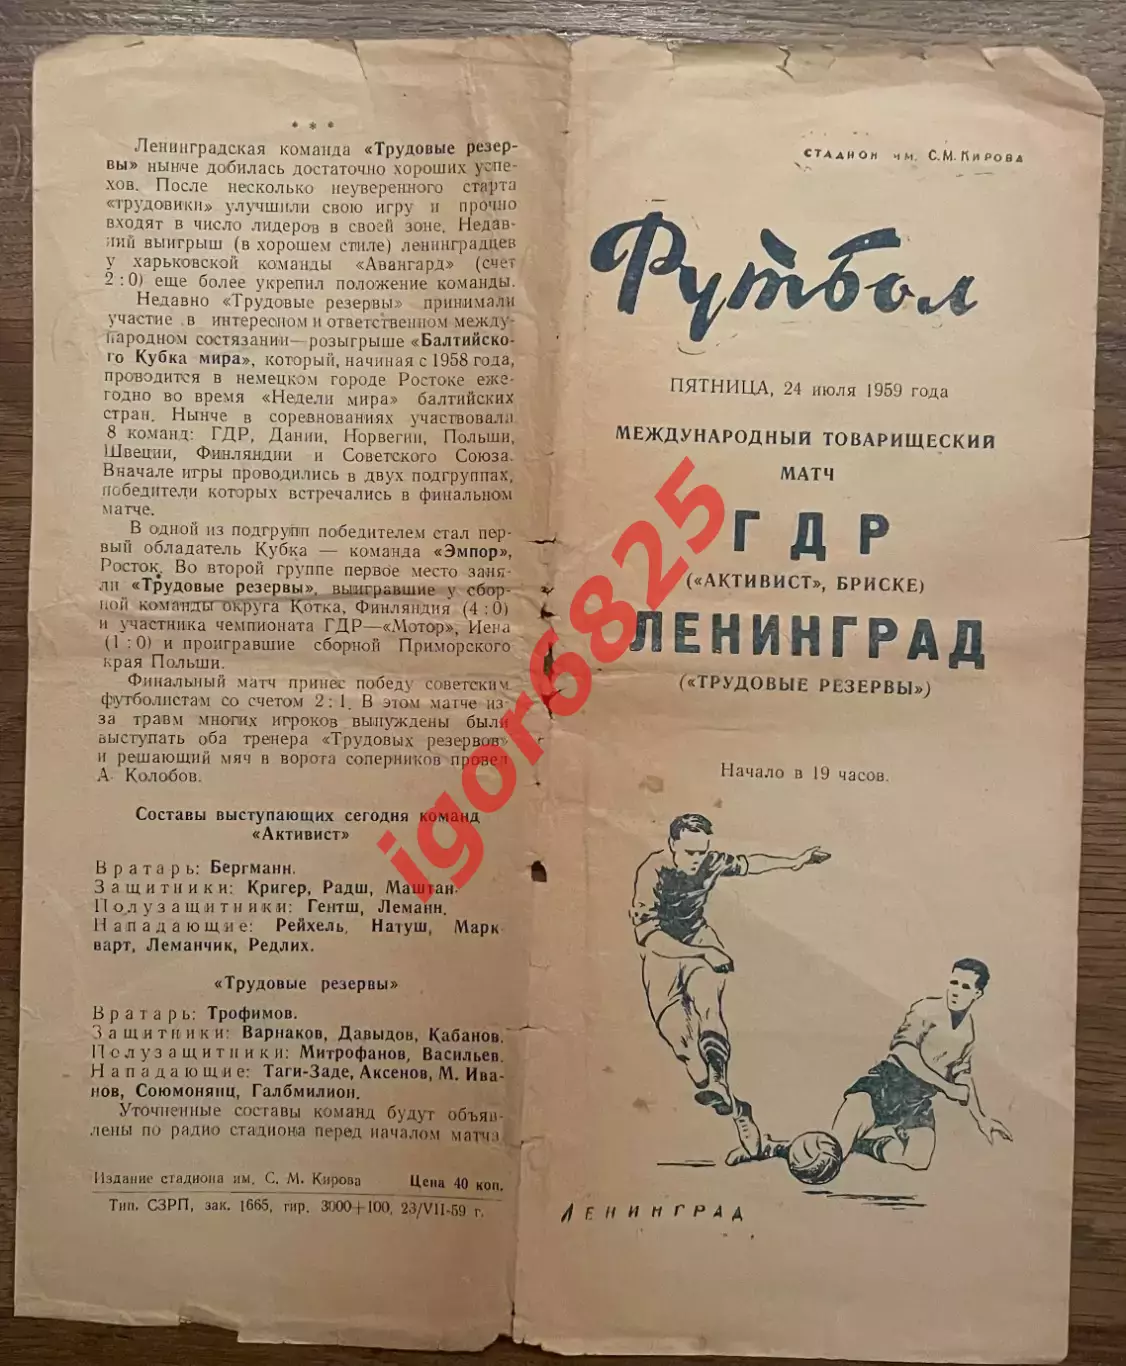 * * *
Ленинградская команда «Трудовые резер-
вы» нынче добилась достаточно хороших успе-
хов. После несколько неуверенного старта
«трудовики» улучшили свою игру и прочно
входят в число лидеров в своей зоне. Недав-
ний выигрыш (в хорошем стиле) ленинградцев
у харьковской команды «Авангард» (счет
2:0) еще более укрепил положение команды.
Недавно «Трудовые резервы» принимали
участие в интересном и ответственном между-
народном состязании—розыгрыше «Балтийско-
го Кубка мира», который, начиная с 1958 года,
проводится в немецком городе Ростоке еже-
годно во время «Недели мира» балтийских
стран. Нынче в соревнованиях участвовала
8 команд: ГДР, Дании, Норвегии, Польши,
Швеции, Финляндии и Советского Союза.
Вначале игры проводились в двух подгруппах,
победители которых встречались в финальном
матче.
В одной из подгрупп победителем стал пер-
вый обладатель Кубка — команда «Эмпор»,
Росток. Во второй группе первое место заня-
ли «Трудовые резервы», выигравшие у сбор-
ной команды округа Котка, Финляндия (4:0)
и участника чемпионата ГДР—«Мотор», Иена
(1:0) и проигравшие сборной Приморского
края Польши.
Финальный матч принес победу советским
футболистам со счетом 2:1. В этом матче из-
за травм многих игроков вынуждены были
выступать оба тренера «Трудовых резервов»
и решающий мяч в ворота соперников провел
А. Колобов.
Составы выступающих сегодня команд
«Активист»
Вратарь: Бергманн.
Защитники: Кригер, Радш, Маштан.
Полузащитники: Гентш, Леманн.
Нападающие: Рейхель, Натуш, Марк-
варт, Леманчик, Редлих.
«Трудовые резервы»
Вратарь: Трофимов.
Защитники: Варнаков, Давыдов, Кабанов.
Полузащитники: Митрофанов, Васильев.
Нападающие: Таги-Заде, Аксенов, М. Ива-
нов, Союмонянц, Галбмилион.
Уточненные составы команд будут объяв-
лены по радио стадиона перед началом матча.
Издание стадиона им. С. М. Кирова Цена 40 коп.
Тип. СЗРП, зак. 1665, тир. 3000+100, 23/VII-59 г.
СТАДИОН ИМ. С.М.КИРОВА
Футбол
ПЯТНИЦА, 24 июля 1959 года
МЕЖДУНАРОДНЫЙ ТОВАРИЩЕСКИЙ
МАТЧ
ГДР
(«АКТИВИСТ», БРИСКЕ)
ЛЕНИНГРАД
(«ТРУДОВЫЕ РЕЗЕРВЫ»)
Начало в 19 часов.
ЛЕНИНГРАД
igor6825